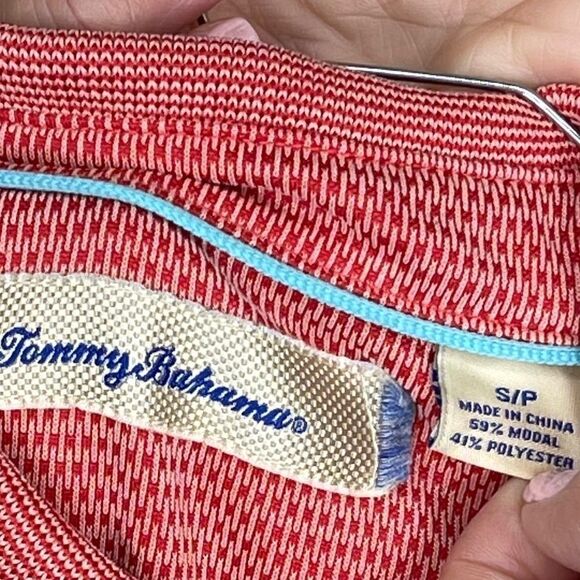 Tommy Bahama®
S/P
MADE IN CHINA
59% MODAL
41% POLYESTER